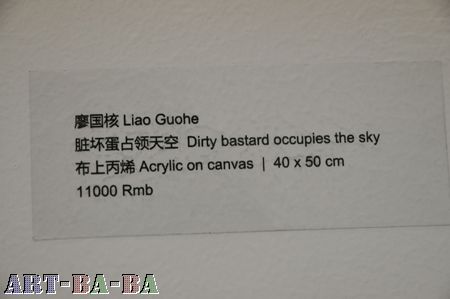 廖国核 Liao Guohe
脏坏蛋占领天空 Dirty bastard occupies the sky
布上丙烯 Acrylic on canvas | 40 x 50 cm
11000 Rmb
ART-BA-BA